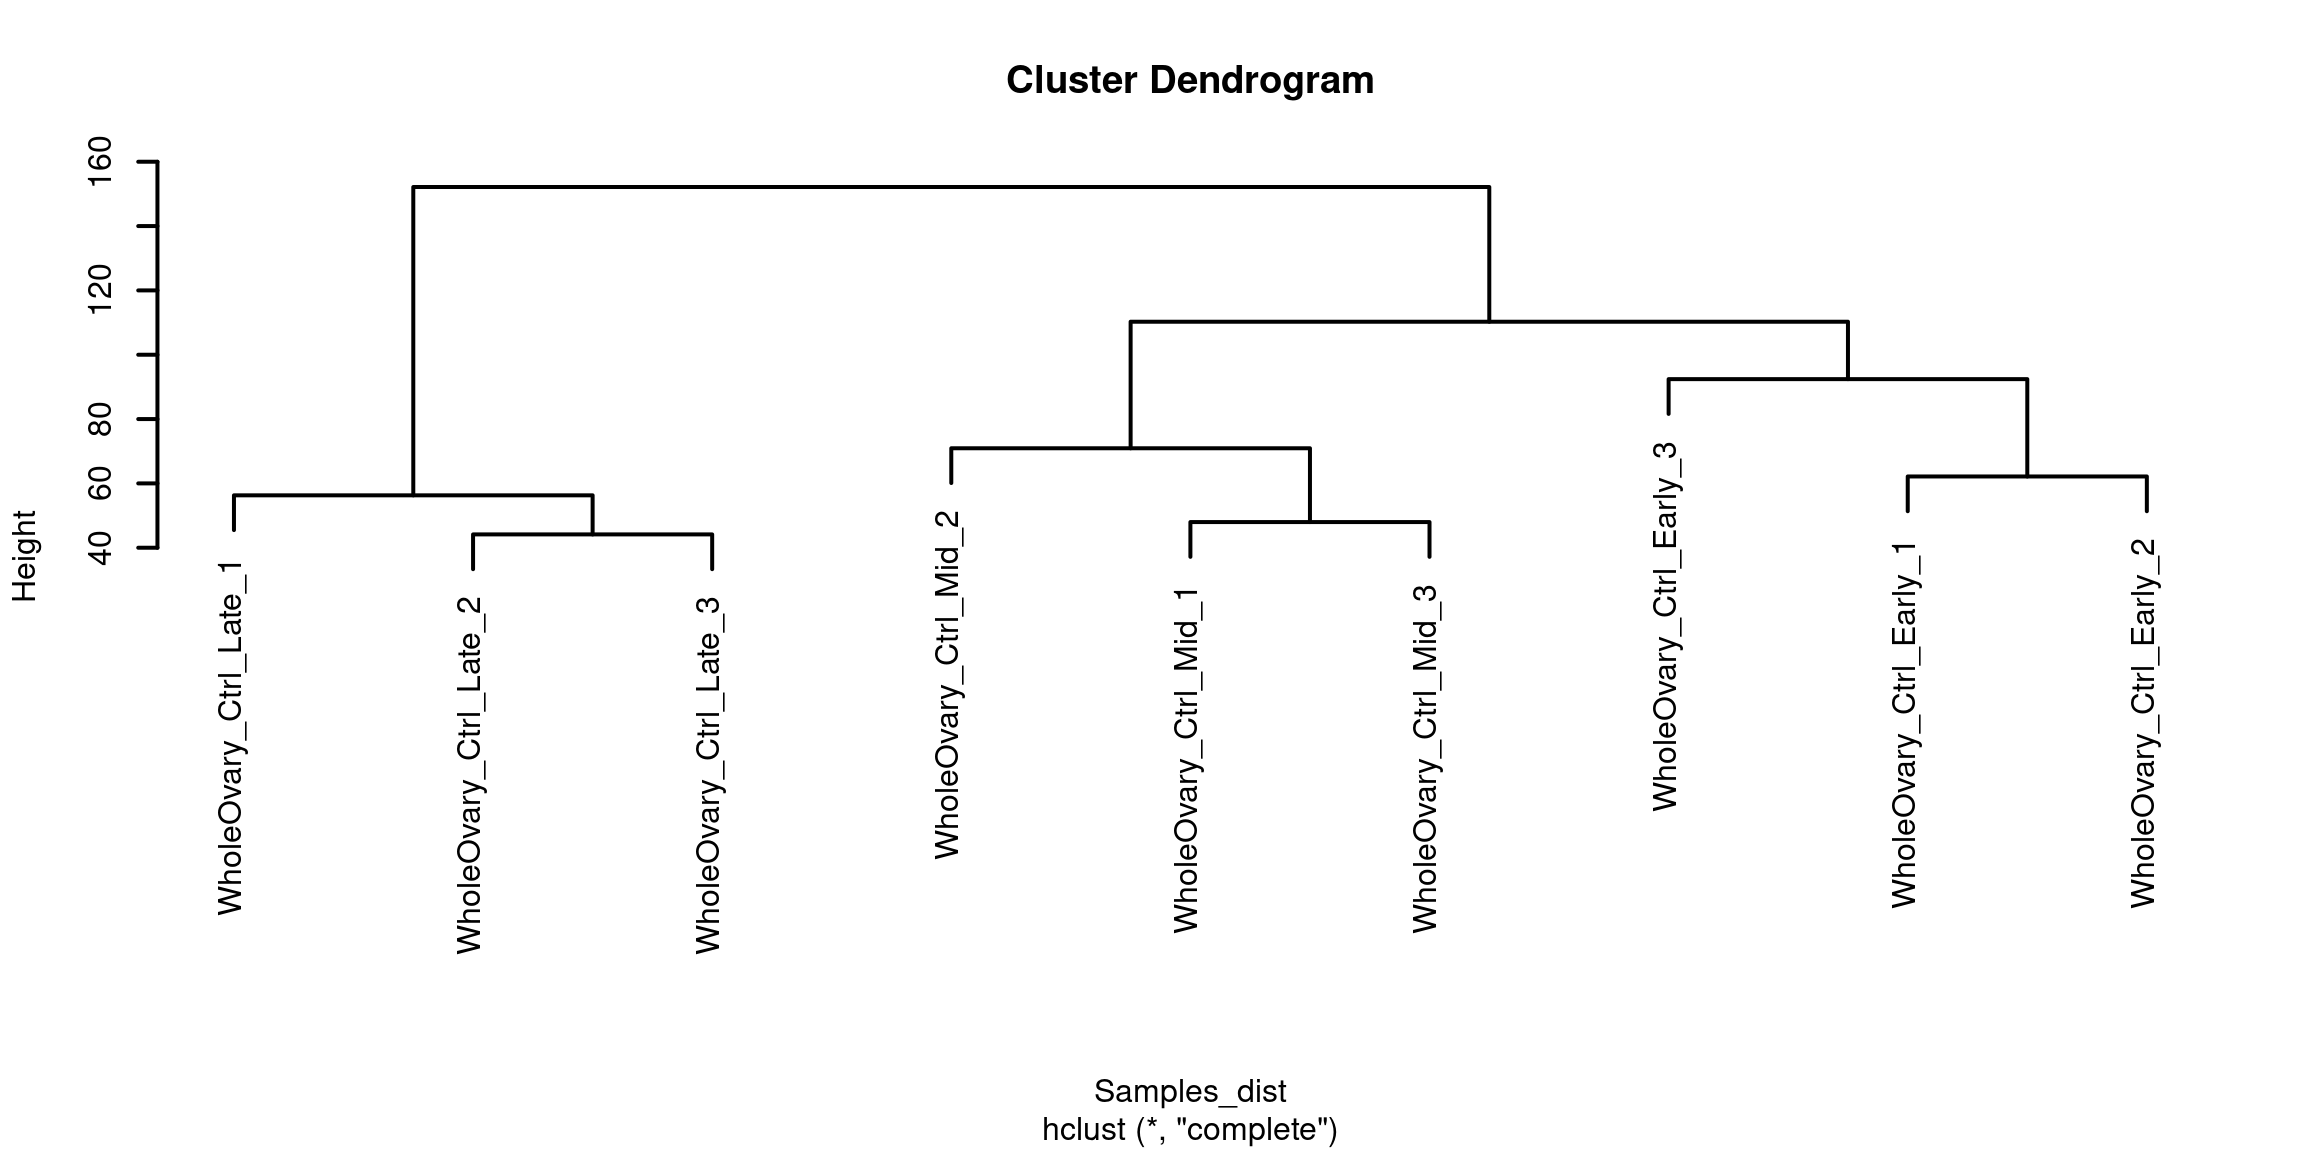 Cluster Dendrogram
Height
160
120
80
60
40
WholeOvary_Ctrl_Late_1
WholeOvary_Ctrl_Late_2
WholeOvary_Ctrl_Late_3
WholeOvary_Ctrl_Mid_2
WholeOvary_Ctrl_Mid_1
WholeOvary_Ctrl_Mid_3
WholeOvary_Ctrl_Early_3
WholeOvary_Ctrl_Early_1
WholeOvary_Ctrl_Early_2
Samples_dist
hclust (*, "complete")